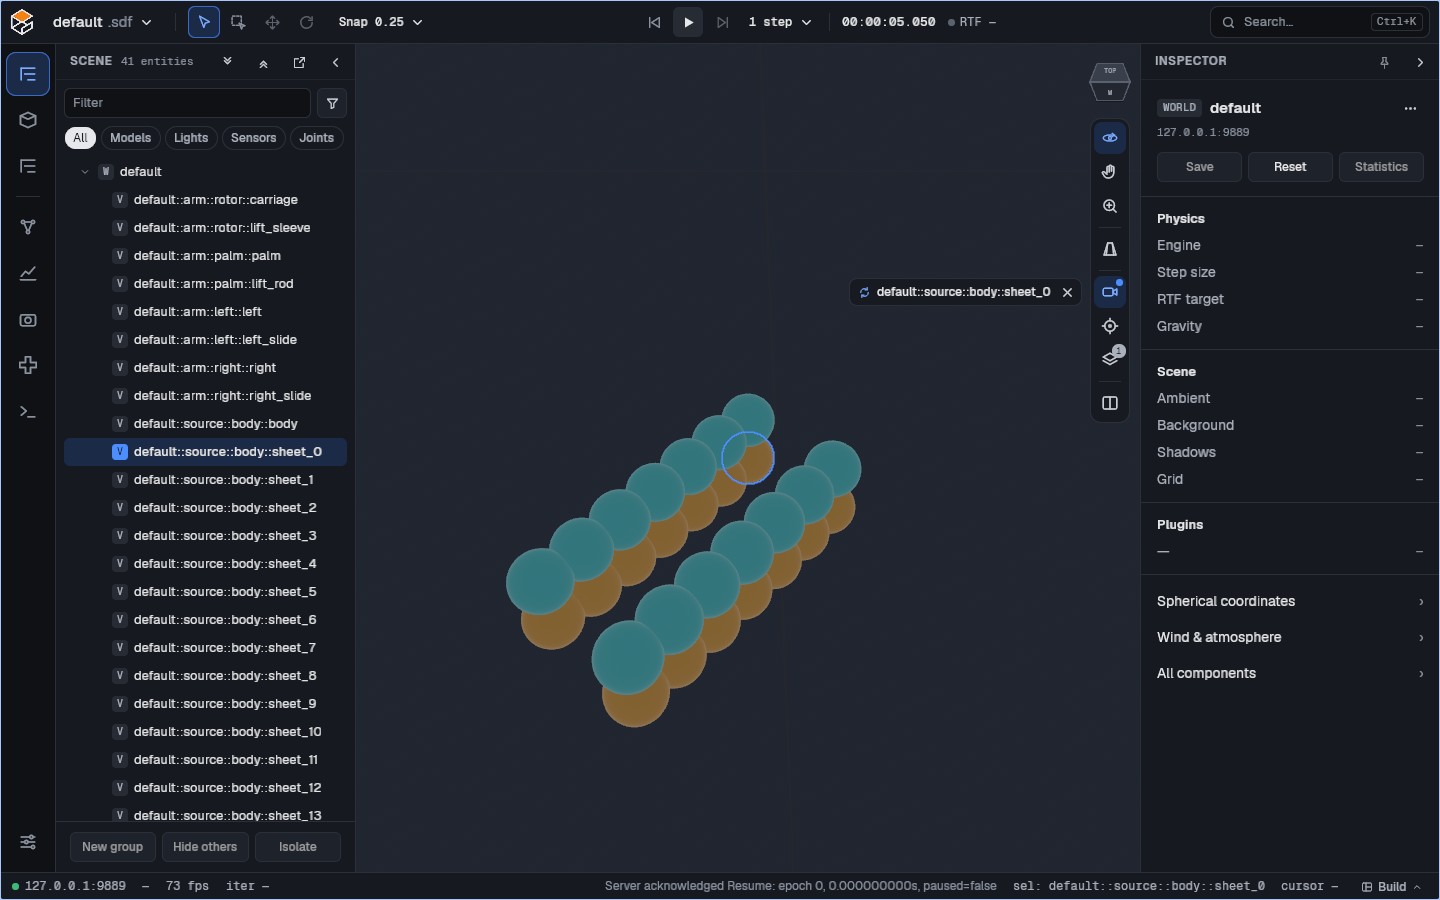 default .sdf
Snap 0.25
1 step
00:00:05.050
RTF –
Search...
Ctrl+K
SCENE 41 entities
Filter
All
Models
Lights
Sensors
Joints
W default
V default::arm::rotor::carriage
V default::arm::rotor::lift_sleeve
V default::arm::palm::palm
V default::arm::palm::lift_rod
V default::arm::left::left
V default::arm::left::left_slide
V default::arm::right::right
V default::arm::right::right_slide
V default::source::body::body
V default::source::body::sheet_0
V default::source::body::sheet_1
V default::source::body::sheet_2
V default::source::body::sheet_3
V default::source::body::sheet_4
V default::source::body::sheet_5
V default::source::body::sheet_6
V default::source::body::sheet_7
V default::source::body::sheet_8
V default::source::body::sheet_9
V default::source::body::sheet_10
V default::source::body::sheet_11
V default::source::body::sheet_12
V default::source::body::sheet_13
New group
Hide others
Isolate
TOP
default::source::body::sheet_0
1
INSPECTOR
WORLD default
127.0.0.1:9889
Save
Reset
Statistics
Physics
Engine –
Step size –
RTF target –
Gravity –
Scene
Ambient –
Background –
Shadows –
Grid –
Plugins
— –
Spherical coordinates
Wind & atmosphere
All components
127.0.0.1:9889 – 73 fps iter –
Server acknowledged Resume: epoch 0, 0.000000000s, paused=false
sel: default::source::body::sheet_0
cursor –
Build